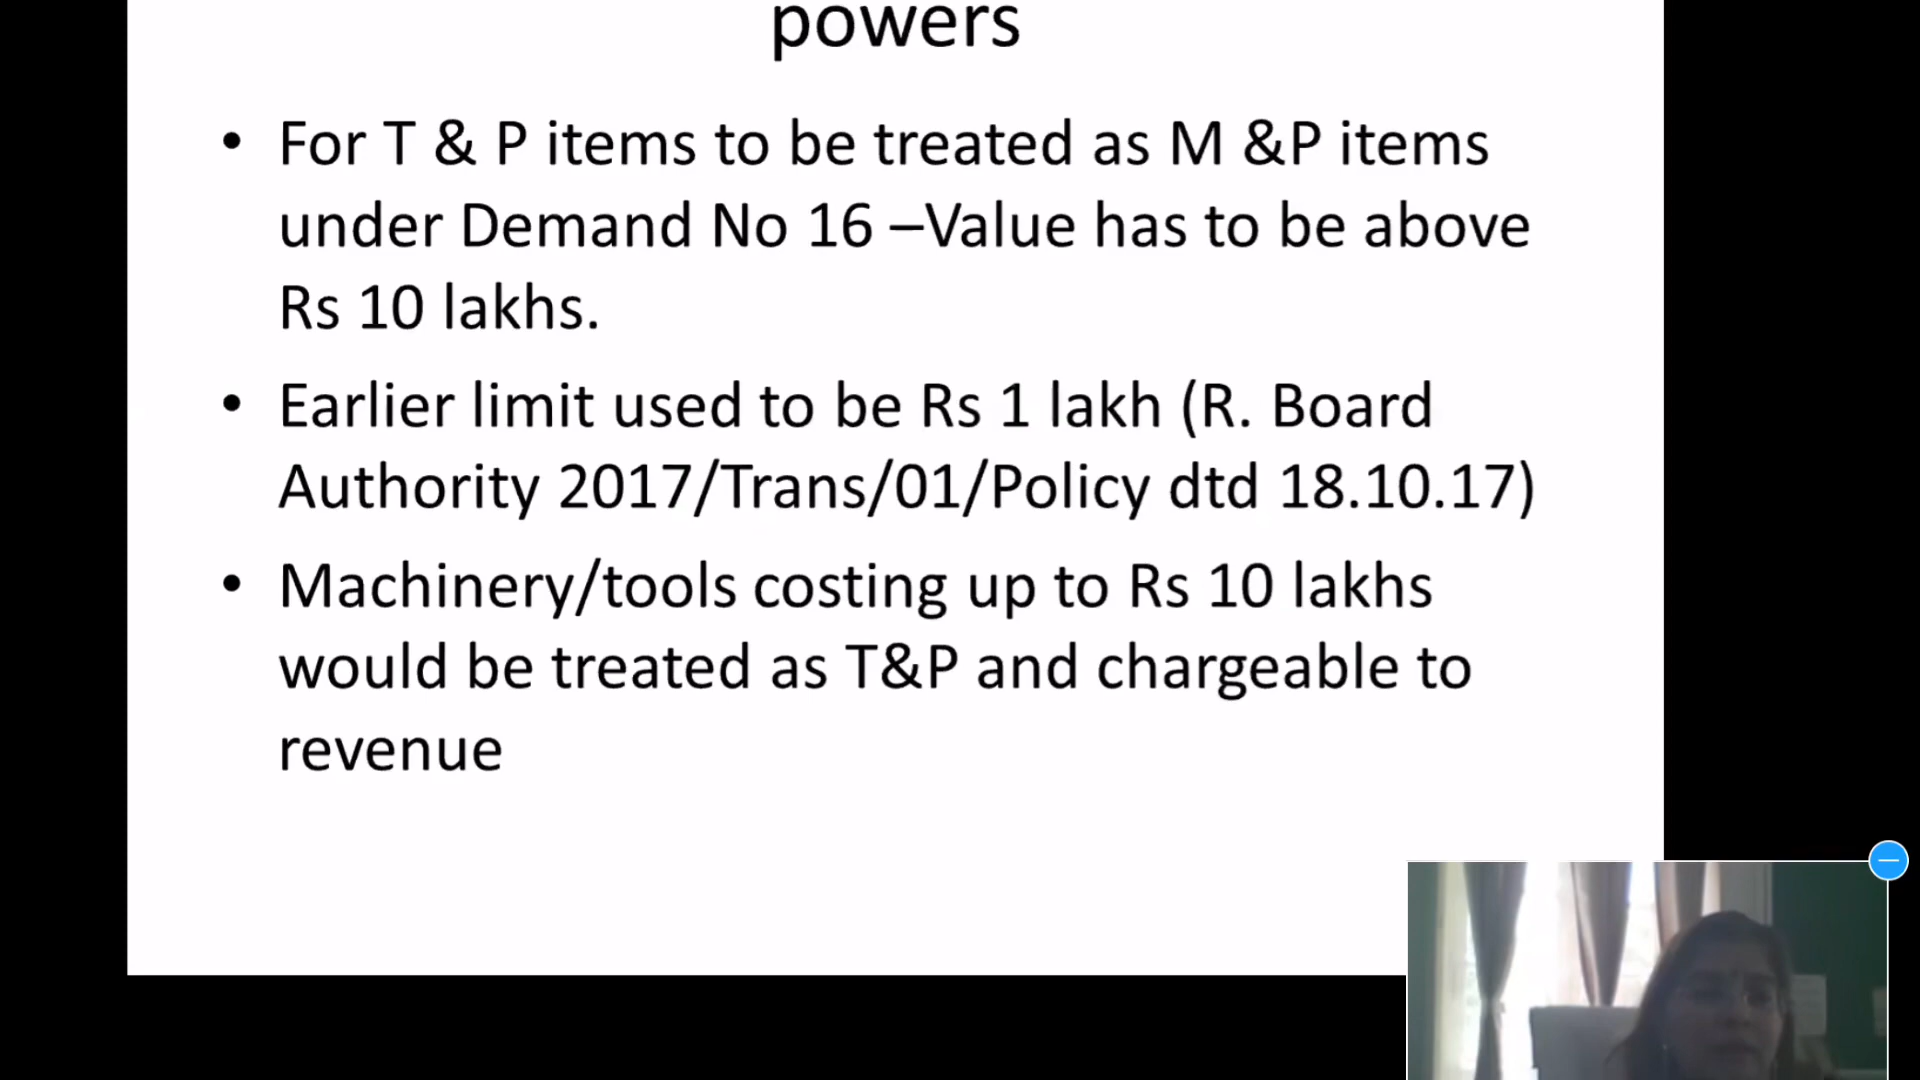 powers
• For T & P items to be treated as M &P items
under Demand No 16 –Value has to be above
Rs 10 lakhs.
• Earlier limit used to be Rs 1 lakh (R. Board
Authority 2017/Trans/01/Policy dtd 18.10.17)
• Machinery/tools costing up to Rs 10 lakhs
would be treated as T&P and chargeable to
revenue